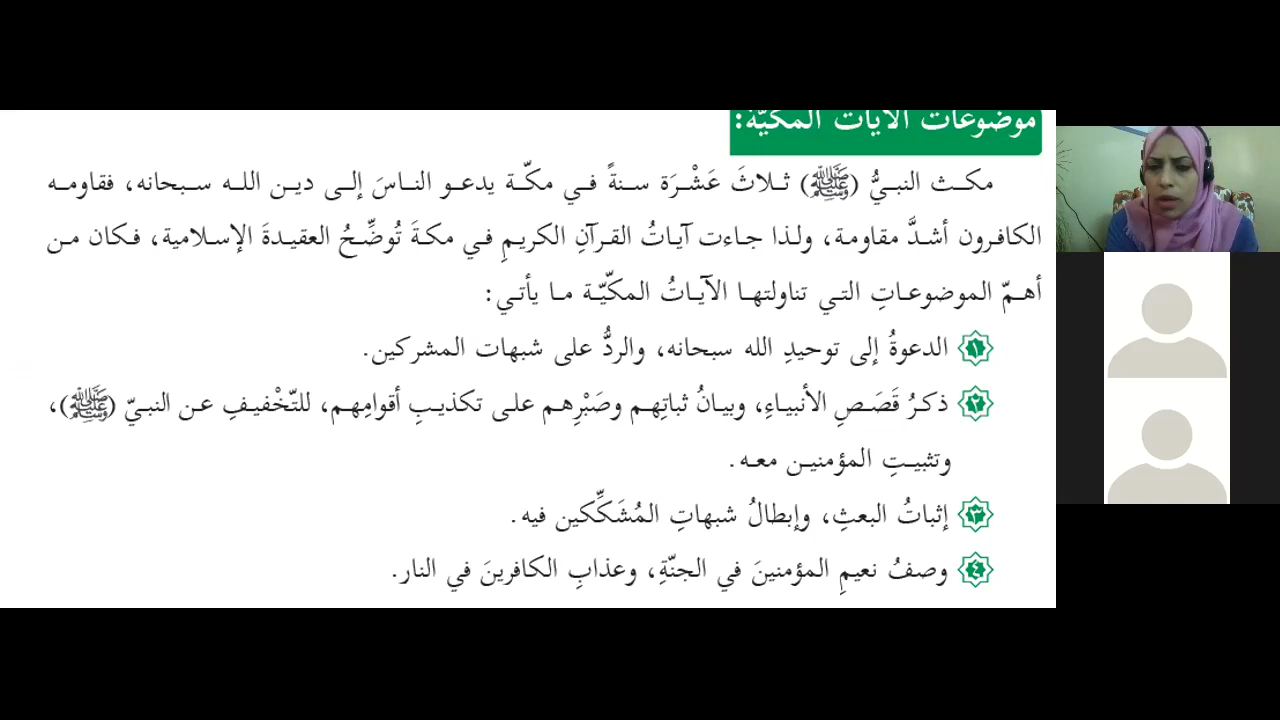 موضوعات الآيات المكيّة:
مكث النبيُّ (ﷺ) ثلاثَ عَشْرَة سنةً في مكّة يدعو الناسَ إلى دين الله سبحانه، فقاومه
الكافرون أشدَّ مقاومة، ولذا جاءت آياتُ القرآنِ الكريمِ في مكةَ تُوضِّحُ العقيدةَ الإسلامية، فكان من
أهمّ الموضوعاتِ التي تناولتها الآياتُ المكيّة ما يأتي:
١ الدعوةُ إلى توحيدِ الله سبحانه، والردُّ على شبهات المشركين.
٢ ذكرُ قَصَصِ الأنبياءِ، وبيانُ ثباتِهم وصَبْرِهم على تكذيبِ أقوامِهم، للتّخْفيفِ عن النبيّ (ﷺ)،
وتثبيتِ المؤمنين معه.
٣ إثباتُ البعثِ، وإبطالُ شبهاتِ المُشَكِّكين فيه.
٤ وصفُ نعيمِ المؤمنينَ في الجنّةِ، وعذابِ الكافرينَ في النار.